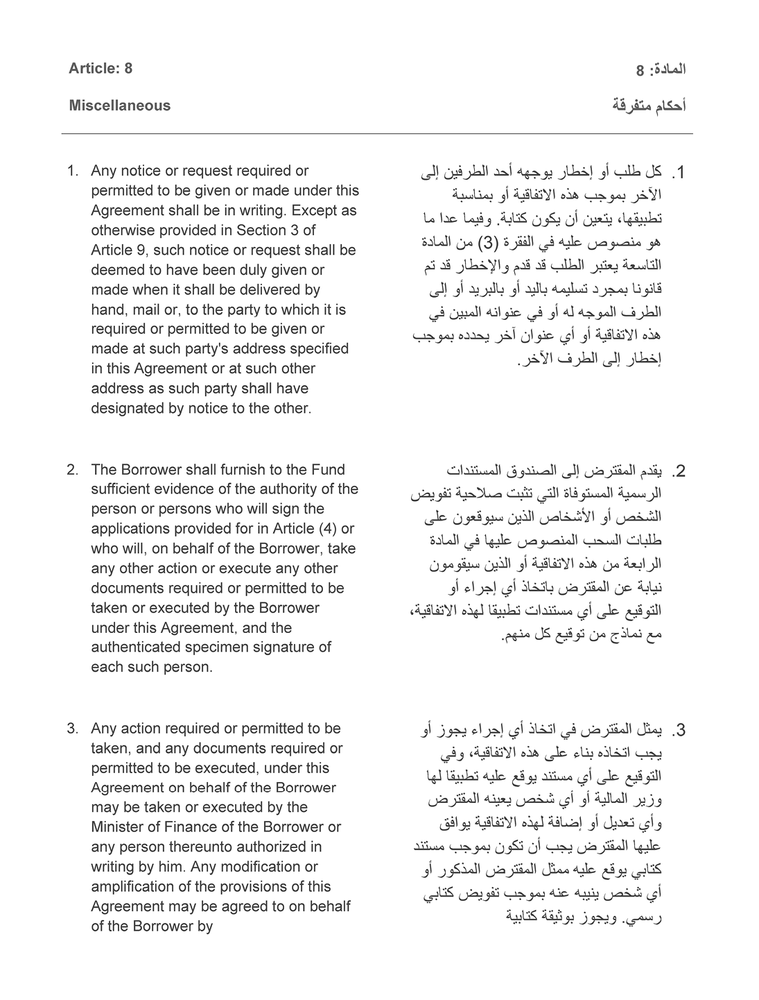 Article: 8
Miscellaneous
المادة: 8
أحكام متفرقة
1. Any notice or request required or
permitted to be given or made under this
Agreement shall be in writing. Except as
otherwise provided in Section 3 of
Article 9, such notice or request shall be
deemed to have been duly given or
made when it shall be delivered by
hand, mail or, to the party to which it is
required or permitted to be given or
made at such party's address specified
in this Agreement or at such other
address as such party shall have
designated by notice to the other.
1. كل طلب أو إخطار يوجهه أحد الطرفين إلى
الآخر بموجب هذه الاتفاقية أو بمناسبة
تطبيقها، يتعين أن يكون كتابة. وفيما عدا ما
هو منصوص عليه في الفقرة (3) من المادة
التاسعة يعتبر الطلب قد قدم والإخطار قد تم
قانونا بمجرد تسليمه باليد أو بالبريد أو إلى
الطرف الموجه له أو في عنوانه المبين في
هذه الاتفاقية أو أي عنوان آخر يحدده بموجب
إخطار إلى الطرف الآخر.
2. The Borrower shall furnish to the Fund
sufficient evidence of the authority of the
person or persons who will sign the
applications provided for in Article (4) or
who will, on behalf of the Borrower, take
any other action or execute any other
documents required or permitted to be
taken or executed by the Borrower
under this Agreement, and the
authenticated specimen signature of
each such person.
2. يقدم المقترض إلى الصندوق المستندات
الرسمية المستوفاة التي تثبت صلاحية تفويض
الشخص أو الأشخاص الذين سيوقعون على
طلبات السحب المنصوص عليها في المادة
الرابعة من هذه الاتفاقية أو الذين سيقومون
نيابة عن المقترض باتخاذ أي إجراء أو
التوقيع على أي مستندات تطبيقا لهذه الاتفاقية،
مع نماذج من توقيع كل منهم.
3. Any action required or permitted to be
taken, and any documents required or
permitted to be executed, under this
Agreement on behalf of the Borrower
may be taken or executed by the
Minister of Finance of the Borrower or
any person thereunto authorized in
writing by him. Any modification or
amplification of the provisions of this
Agreement may be agreed to on behalf
of the Borrower by
3. يمثل المقترض في اتخاذ أي إجراء يجوز أو
يجب اتخاذه بناء على هذه الاتفاقية، وفي
التوقيع على أي مستند يوقع عليه تطبيقا لها
وزير المالية أو أي شخص يعينه المقترض
وأي تعديل أو إضافة لهذه الاتفاقية يوافق
عليها المقترض يجب أن تكون بموجب مستند
كتابي يوقع عليه ممثل المقترض المذكور أو
أي شخص ينيبه عنه بموجب تفويض كتابي
رسمي. ويجوز بوثيقة كتابية